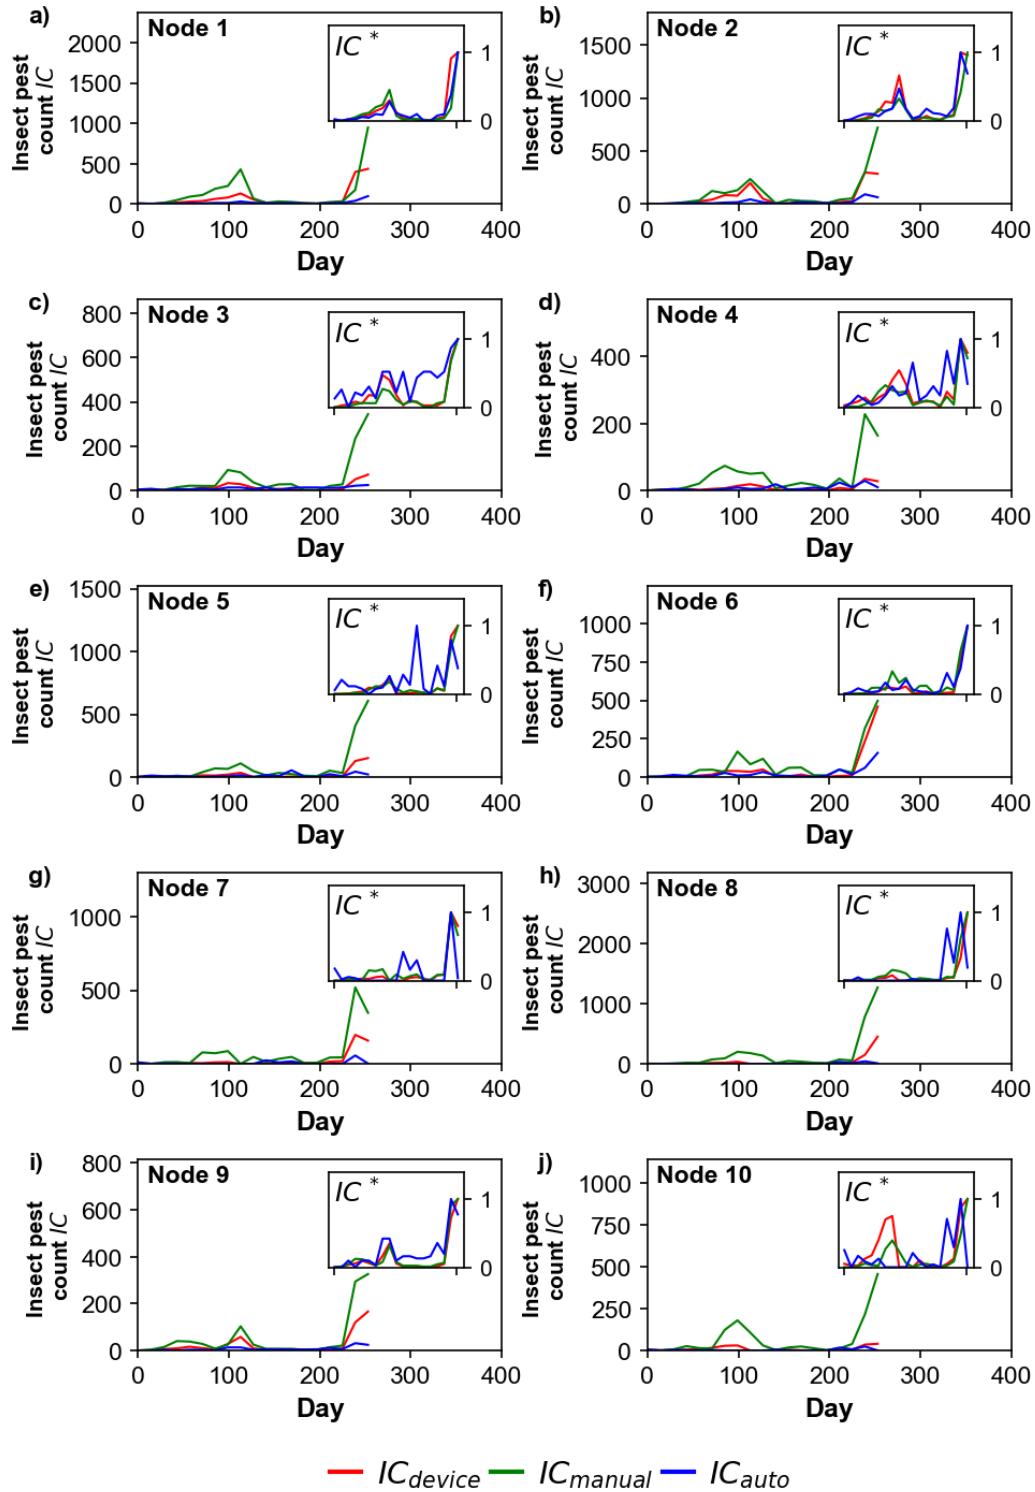 a) Node 1
Insect pest
count IC
2000
1500
1000
500
0
IC *
1
0
0 100 200 300 400
Day
b) Node 2
Insect pest
count IC
1500
1000
500
0
IC *
1
0
0 100 200 300 400
Day
c) Node 3
Insect pest
count IC
800
600
400
200
0
IC *
1
0
0 100 200 300 400
Day
d) Node 4
Insect pest
count IC
400
200
0
IC *
1
0
0 100 200 300 400
Day
e) Node 5
Insect pest
count IC
1500
1000
500
0
IC *
1
0
0 100 200 300 400
Day
f) Node 6
Insect pest
count IC
1000
750
500
250
0
IC *
1
0
0 100 200 300 400
Day
g) Node 7
Insect pest
count IC
1000
500
0
IC *
1
0
0 100 200 300 400
Day
h) Node 8
Insect pest
count IC
3000
2000
1000
0
IC *
1
0
0 100 200 300 400
Day
i) Node 9
Insect pest
count IC
800
600
400
200
0
IC *
1
0
0 100 200 300 400
Day
j) Node 10
Insect pest
count IC
1000
750
500
250
0
IC *
1
0
0 100 200 300 400
Day
IC_device IC_manual IC_auto